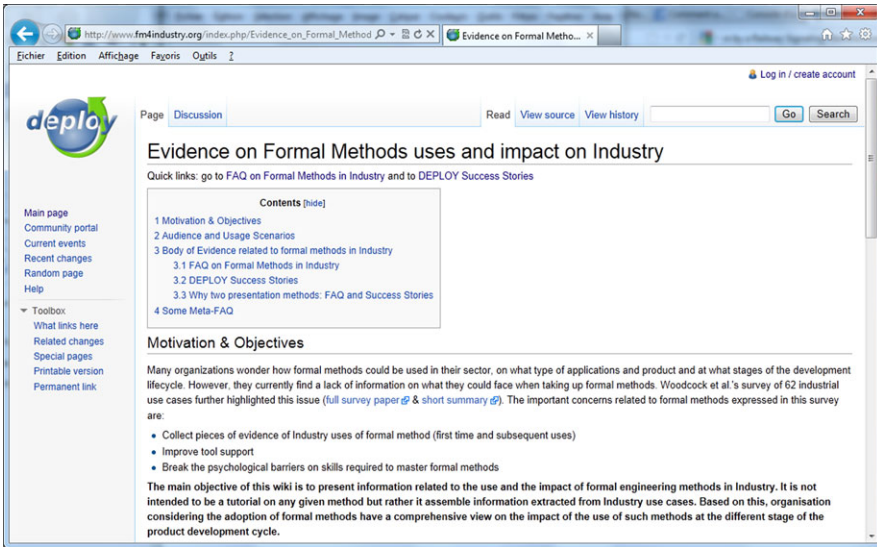 http://www.fm4industry.org/index.php/Evidence_on_Formal_Method
Evidence on Formal Metho...
Fichier Edition Affichage Favoris Outils ?
Log in / create account
deploy
Page Discussion Read View source View history Go Search
Evidence on Formal Methods uses and impact on Industry
Quick links: go to FAQ on Formal Methods in Industry and to DEPLOY Success Stories
Contents [hide]
1 Motivation & Objectives
2 Audience and Usage Scenarios
3 Body of Evidence related to formal methods in Industry
3.1 FAQ on Formal Methods in Industry
3.2 DEPLOY Success Stories
3.3 Why two presentation methods: FAQ and Success Stories
4 Some Meta-FAQ
Main page
Community portal
Current events
Recent changes
Random page
Help
Toolbox
What links here
Related changes
Special pages
Printable version
Permanent link
Motivation & Objectives
Many organizations wonder how formal methods could be used in their sector, on what type of applications and product and at what stages of the development
lifecycle. However, they currently find a lack of information on what they could face when taking up formal methods. Woodcock et al.'s survey of 62 industrial
use cases further highlighted this issue (full survey paper & short summary). The important concerns related to formal methods expressed in this survey
are:
• Collect pieces of evidence of Industry uses of formal method (first time and subsequent uses)
• Improve tool support
• Break the psychological barriers on skills required to master formal methods
The main objective of this wiki is to present information related to the use and the impact of formal engineering methods in Industry. It is not
intended to be a tutorial on any given method but rather it assemble information extracted from Industry use cases. Based on this, organisation
considering the adoption of formal methods have a comprehensive view on the impact of the use of such methods at the different stage of the
product development cycle.